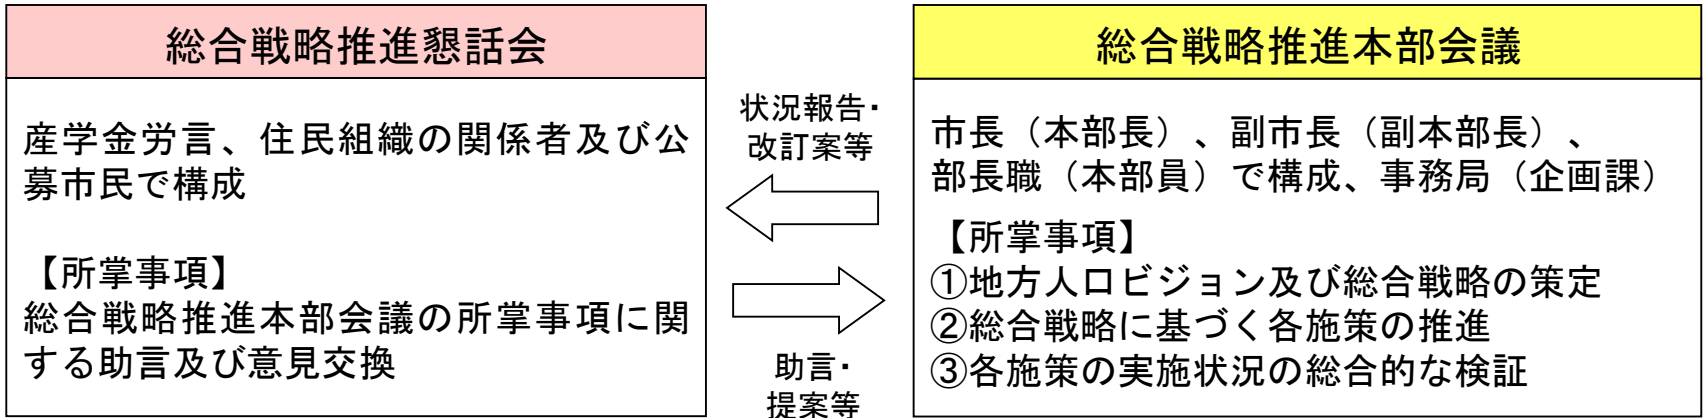 総合戦略推進懇話会
産学金労言、住民組織の関係者及び公
募市民で構成
【所掌事項】
総合戦略推進本部会議の所掌事項に関
する助言及び意見交換
状況報告・
改訂案等
助言・
提案等
総合戦略推進本部会議
市長（本部長）、副市長（副本部長）、
部長職（本部員）で構成、事務局（企画課）
【所掌事項】
①地方人口ビジョン及び総合戦略の策定
②総合戦略に基づく各施策の推進
③各施策の実施状況の総合的な検証